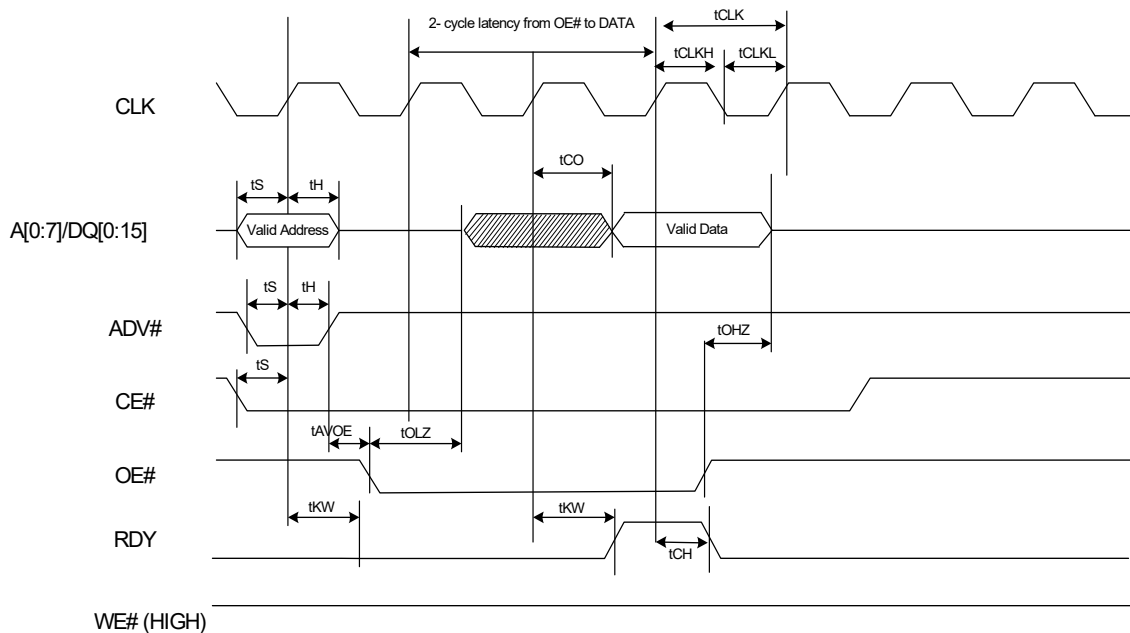 2- cycle latency from OE# to DATA
tCLK
tCLKH
tCLKL
CLK
tCO
tS
tH
A[0:7]/DQ[0:15]
Valid Address
Valid Data
tS
tH
ADV#
tOHZ
tS
CE#
tAVOE
tOLZ
OE#
tKW
tKW
RDY
tCH
WE# (HIGH)